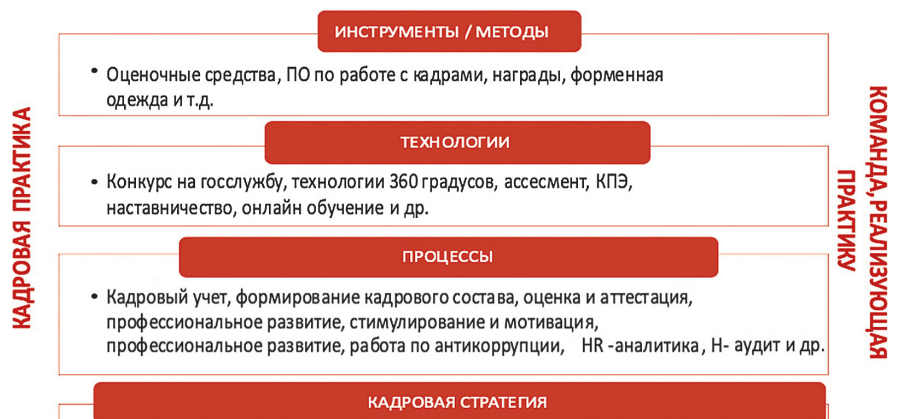 ИНСТРУМЕНТЫ / МЕТОДЫ
• Оценочные средства, ПО по работе с кадрами, награды, форменная
одежда и т.д.
ТЕХНОЛОГИИ
• Конкурс на госслужбу, технологии 360 градусов, ассесмент, КПЭ,
наставничество, онлайн обучение и др.
ПРОЦЕССЫ
• Кадровый учет, формирование кадрового состава, оценка и аттестация,
профессиональное развитие, стимулирование и мотивация,
профессиональное развитие, работа по антикоррупции, HR -аналитика, Н- аудит и др.
КАДРОВАЯ СТРАТЕГИЯ
КАДРОВАЯ ПРАКТИКА
КОМАНДА, РЕАЛИЗУЮЩАЯ
ПРАКТИКУ